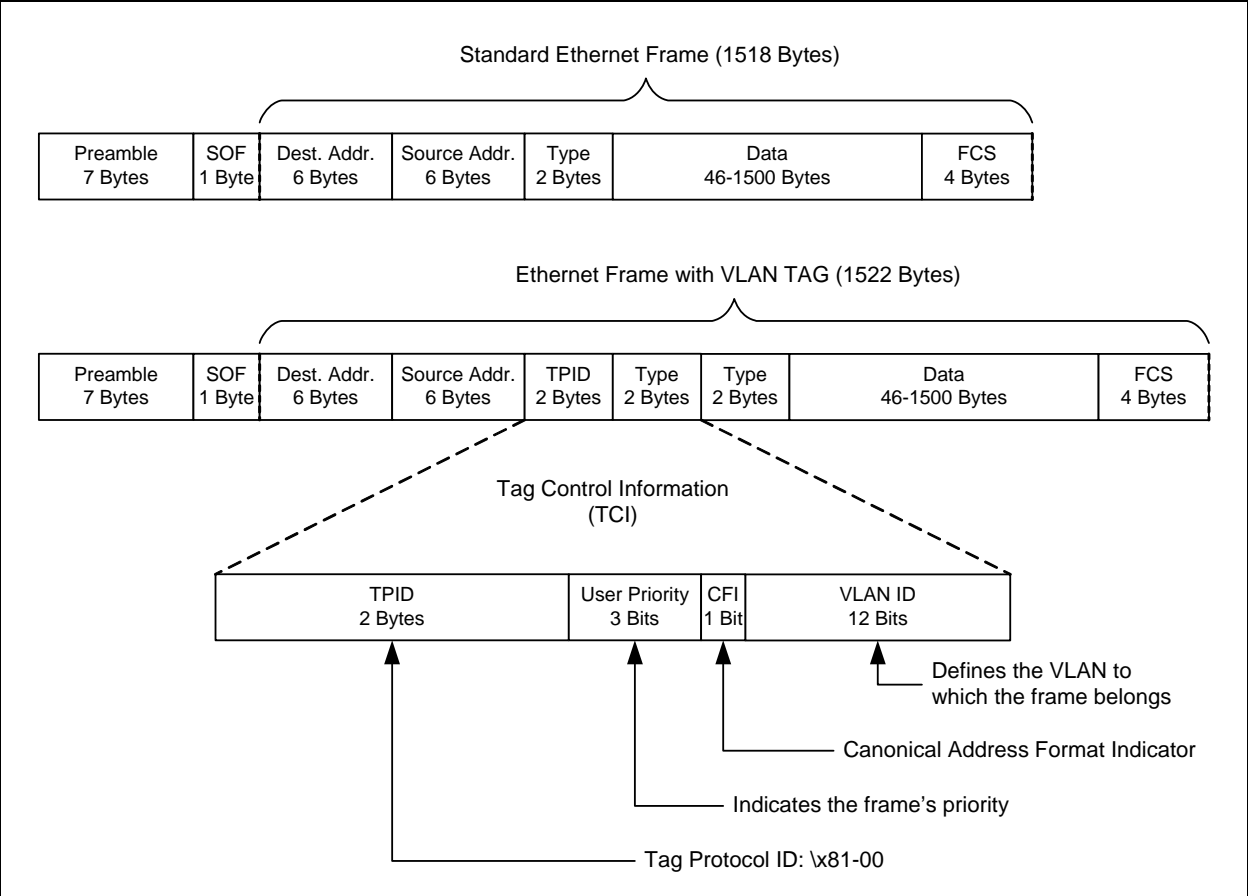 Standard Ethernet Frame (1518 Bytes)
Preamble
7 Bytes
SOF
1 Byte
Dest. Addr.
6 Bytes
Source Addr.
6 Bytes
Type
2 Bytes
Data
46-1500 Bytes
FCS
4 Bytes
Ethernet Frame with VLAN TAG (1522 Bytes)
Preamble
7 Bytes
SOF
1 Byte
Dest. Addr.
6 Bytes
Source Addr.
6 Bytes
TPID
2 Bytes
Type
2 Bytes
Type
2 Bytes
Data
46-1500 Bytes
FCS
4 Bytes
Tag Control Information
(TCI)
TPID
2 Bytes
User Priority
3 Bits
CFI
1 Bit
VLAN ID
12 Bits
Defines the VLAN to
which the frame belongs
Canonical Address Format Indicator
Indicates the frame's priority
Tag Protocol ID: \x81-00